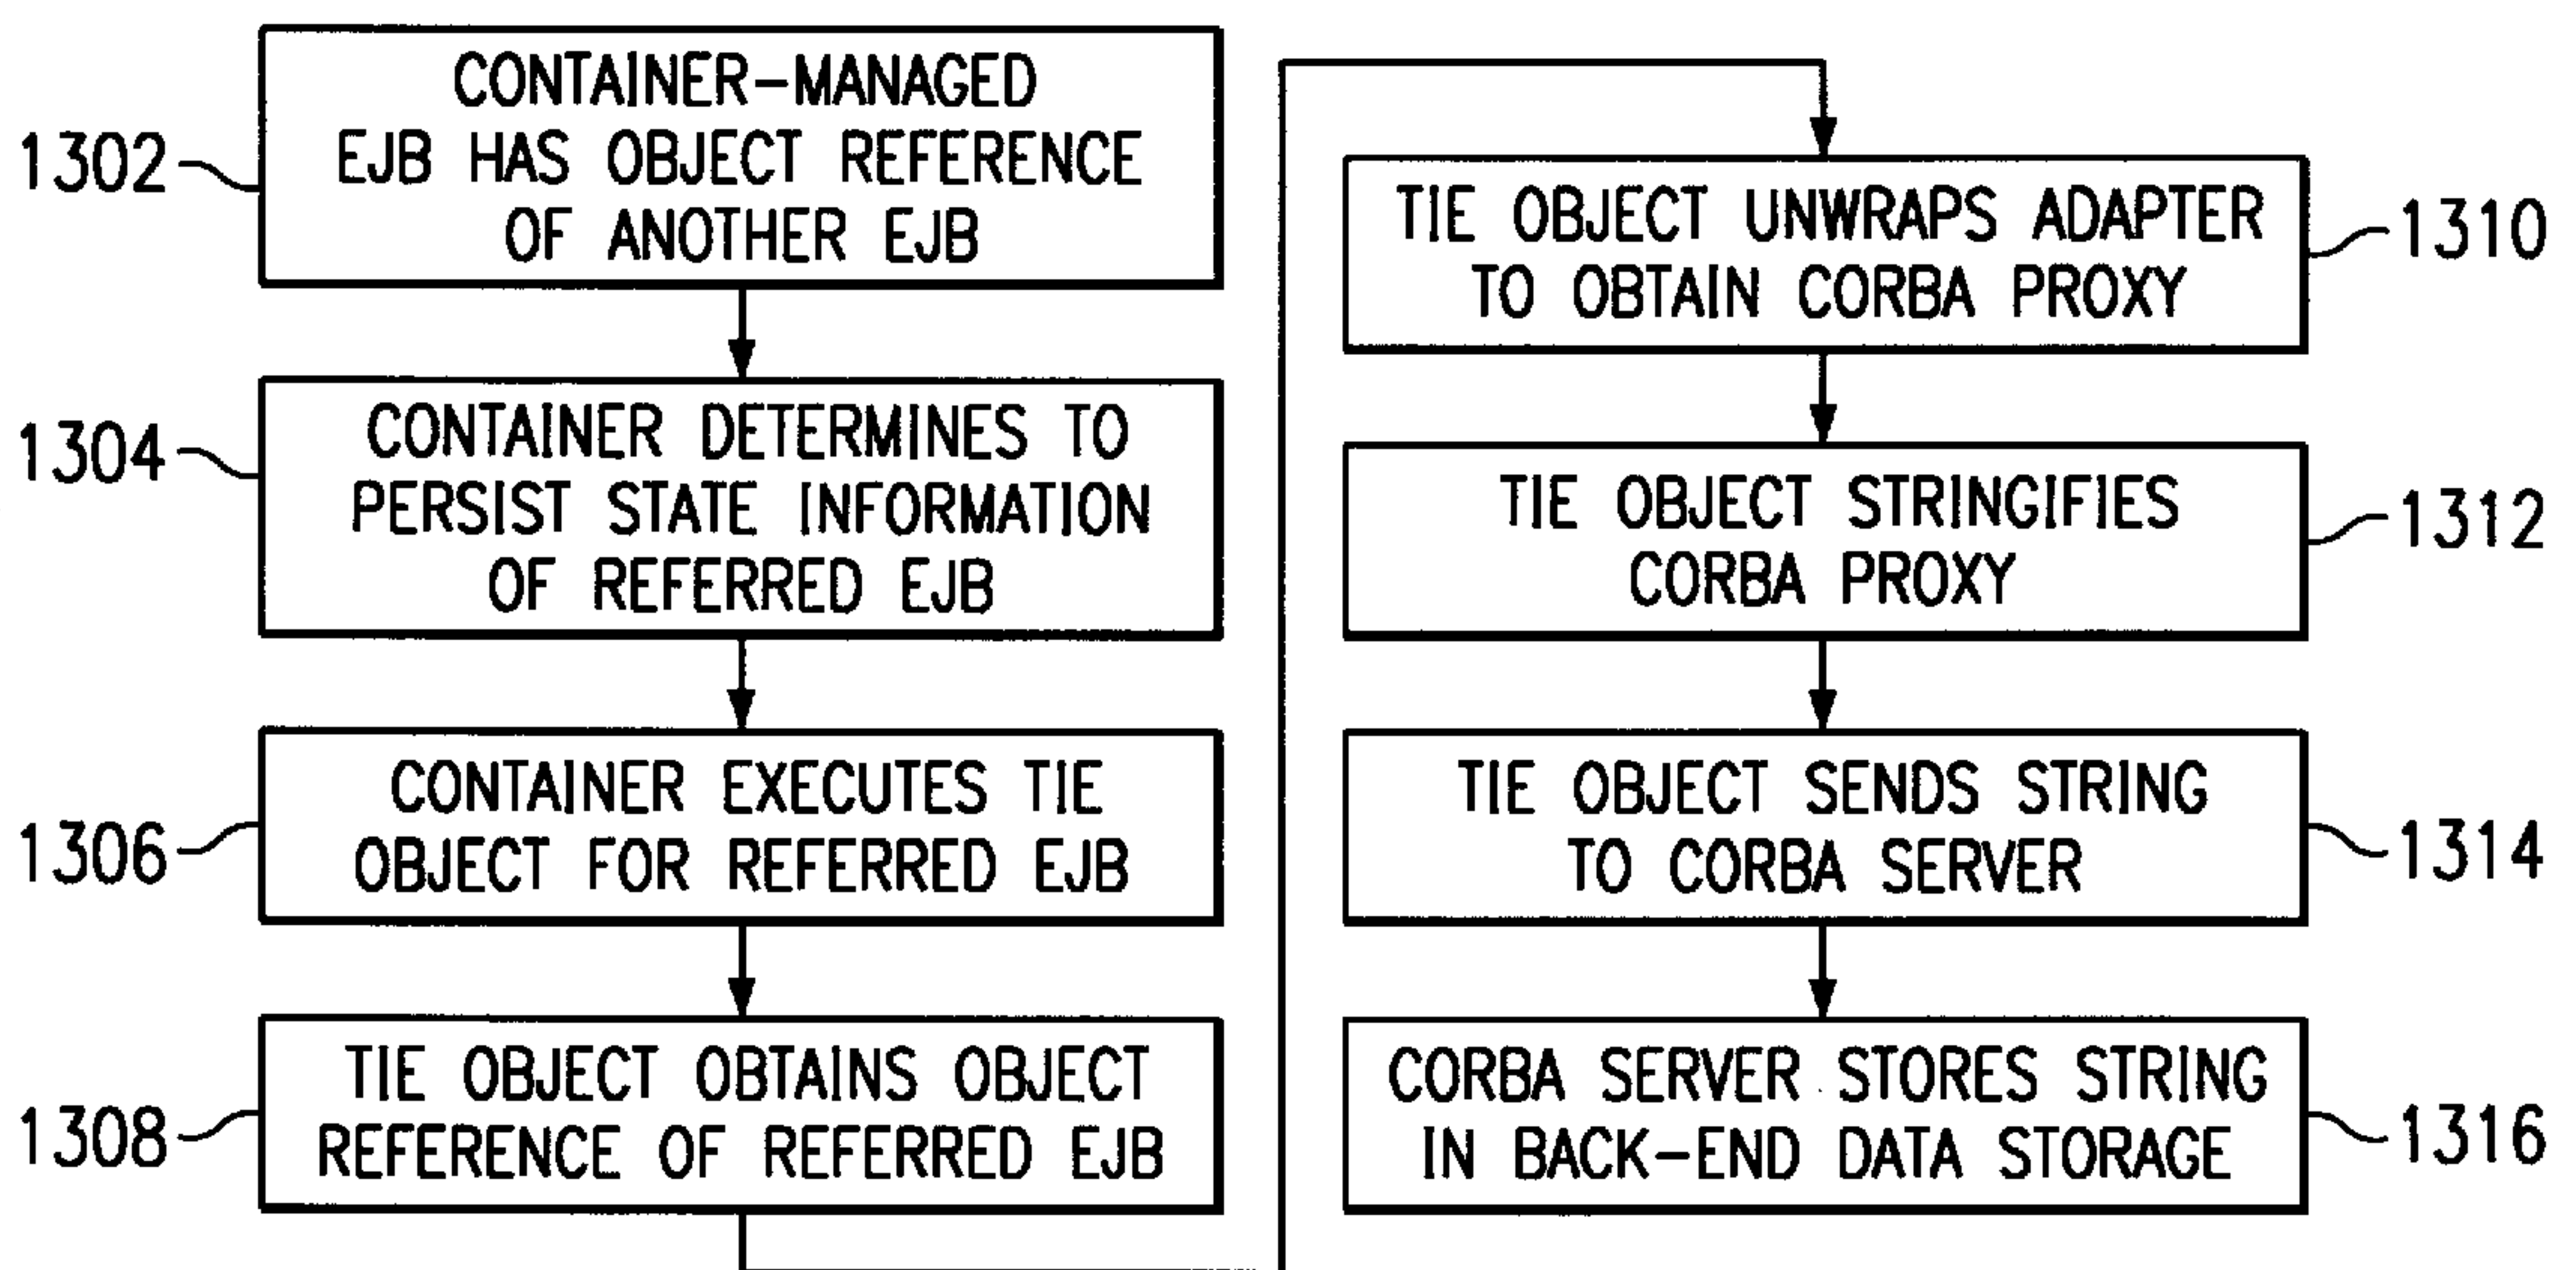 1302
CONTAINER-MANAGED
EJB HAS OBJECT REFERENCE
OF ANOTHER EJB
1304
CONTAINER DETERMINES TO
PERSIST STATE INFORMATION
OF REFERRED EJB
1306
CONTAINER EXECUTES TIE
OBJECT FOR REFERRED EJB
1308
TIE OBJECT OBTAINS OBJECT
REFERENCE OF REFERRED EJB
TIE OBJECT UNWRAPS ADAPTER
TO OBTAIN CORBA PROXY
1310
TIE OBJECT STRINGIFIES
CORBA PROXY
1312
TIE OBJECT SENDS STRING
TO CORBA SERVER
1314
CORBA SERVER STORES STRING
IN BACK-END DATA STORAGE
1316